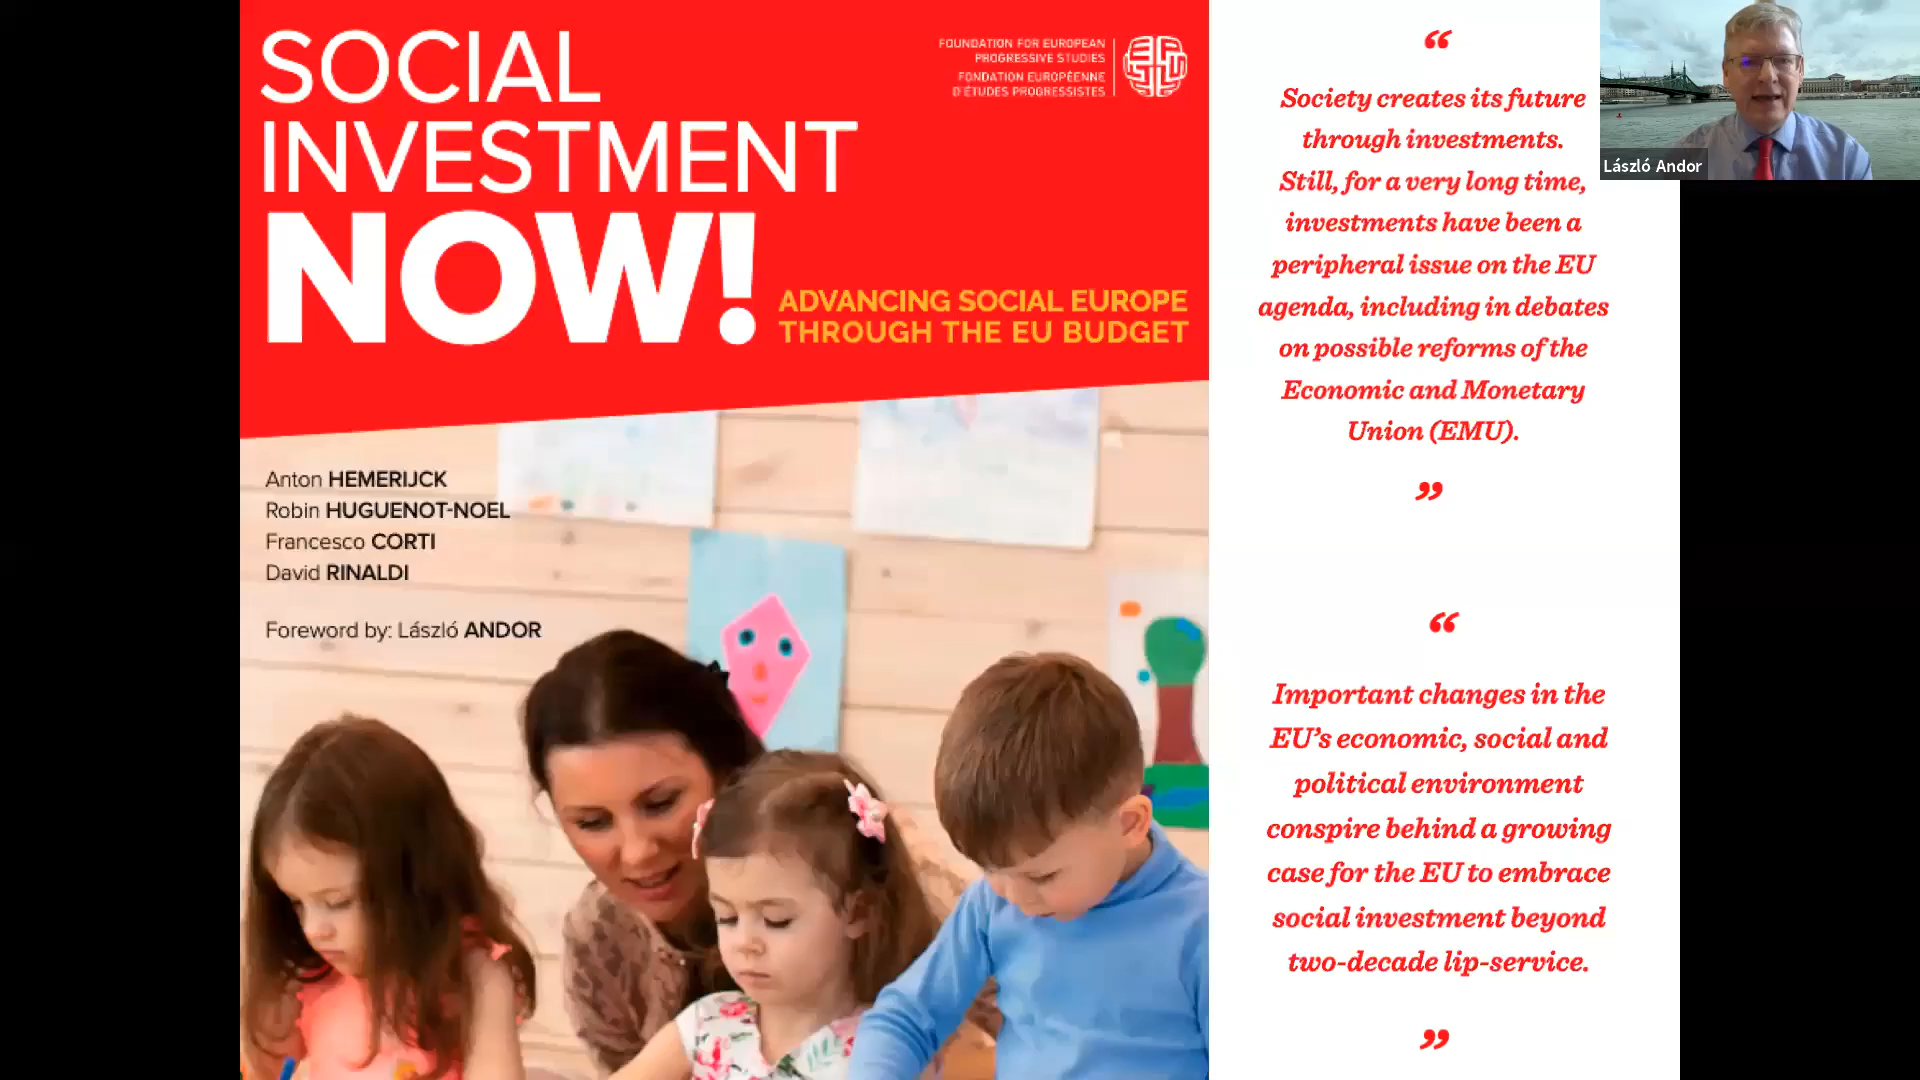 SOCIAL
INVESTMENT
NOW!
ADVANCING SOCIAL EUROPE
THROUGH THE EU BUDGET
FOUNDATION FOR EUROPEAN
PROGRESSIVE STUDIES
FONDATION EUROPÉENNE
D'ÉTUDES PROGRESSISTES
Anton HEMERIJCK
Robin HUGUENOT-NOEL
Francesco CORTI
David RINALDI
Foreword by: László ANDOR
“
Society creates its future
through investments.
Still, for a very long time,
investments have been a
peripheral issue on the EU
agenda, including in debates
on possible reforms of the
Economic and Monetary
Union (EMU).
”
“
Important changes in the
EU’s economic, social and
political environment
conspire behind a growing
case for the EU to embrace
social investment beyond
two-decade lip-service.
”
László Andor